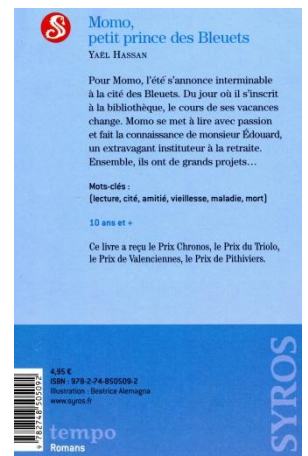 Momo,
petit prince des Bleuets
YAËL HASSAN
Pour Momo, l'été s'annonce interminable
à la cité des Bleuets. Du jour où il s'inscrit
à la bibliothèque, le cours de ses vacances
change. Momo se met à lire avec passion
et fait la connaissance de monsieur Édouard,
un extravagant instituteur à la retraite.
Ensemble, ils ont de grands projets…
Mots-clés :
(lecture, cité, amitié, vieillesse, maladie, mort)
10 ans et +
Ce livre a reçu le Prix Chronos, le Prix du Triolo,
le Prix de Valenciennes, le Prix de Pithiviers.
4,95 €
ISBN : 978-2-74-850509-2
Illustration : Beatrice Alemagna
www.syros.fr
9 782748 505092
tempo
Romans
SYROS